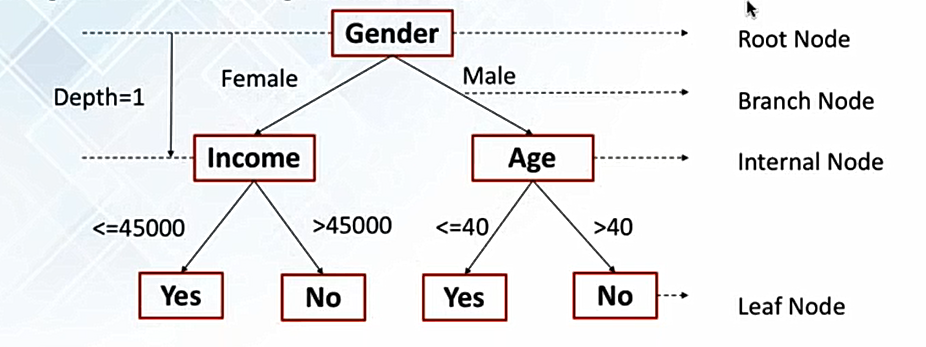 Gender
Root Node
Female
Male
Depth=1
Branch Node
Income
Age
Internal Node
<=45000
>45000
<=40
>40
Yes
No
Yes
No
Leaf Node